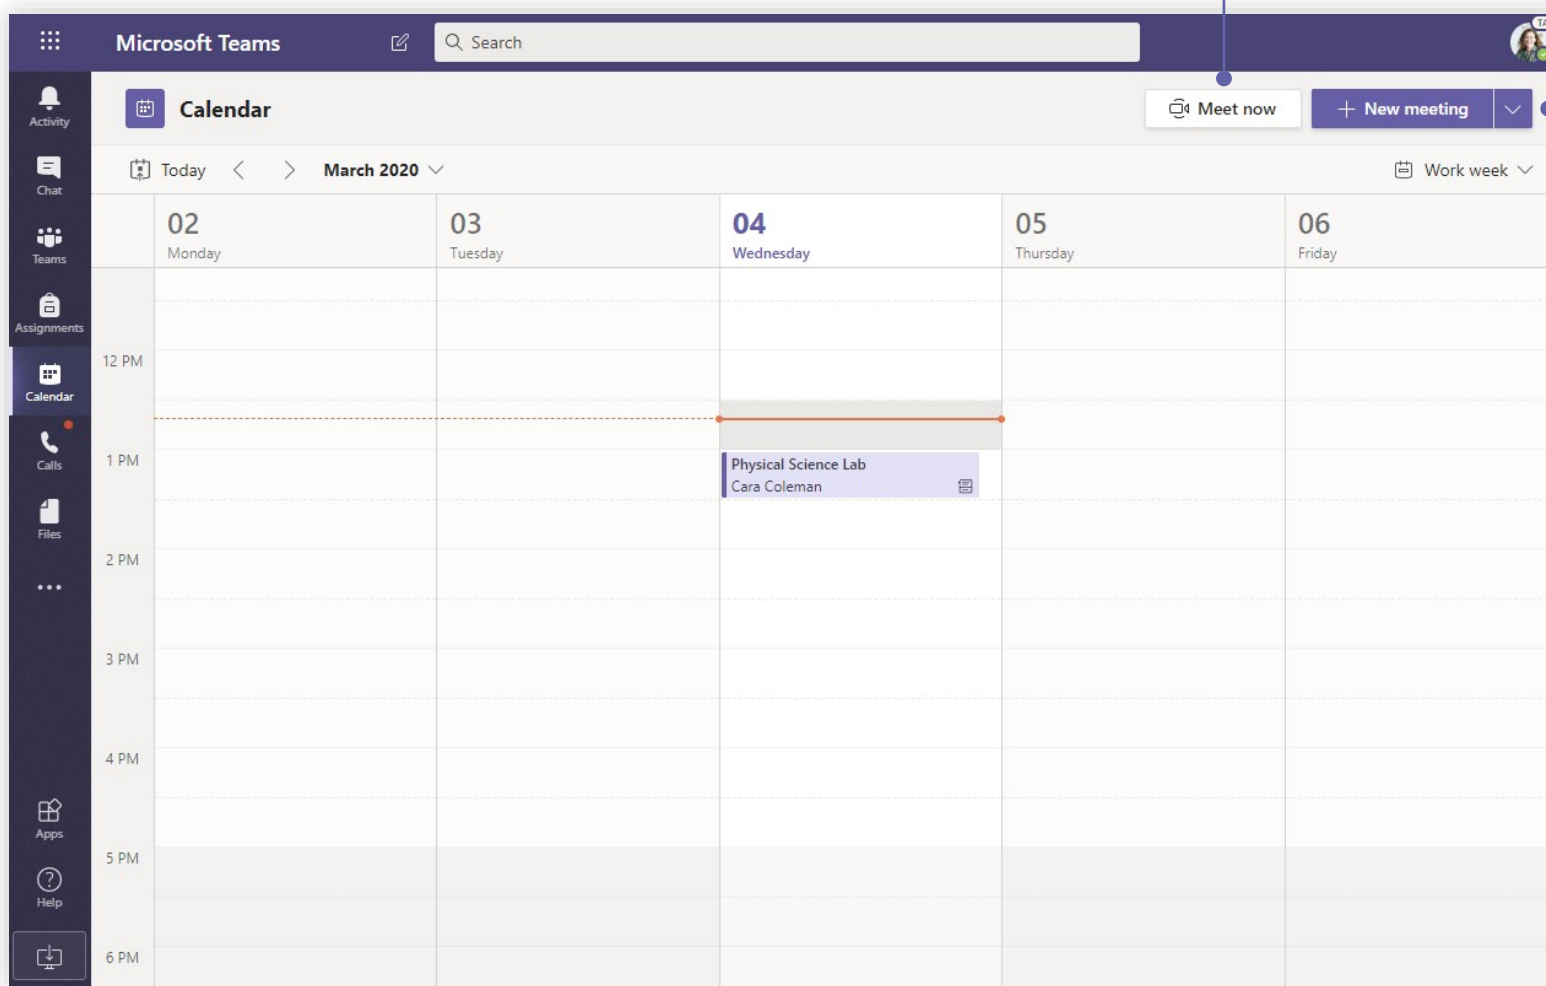 Microsoft Teams
Search
TA
Activity
Chat
Teams
Assignments
Calendar
Calls
Files
Apps
Help
Calendar
Meet now
New meeting
Today
March 2020
Work week
02
Monday
03
Tuesday
04
Wednesday
05
Thursday
06
Friday
12 PM
1 PM
Physical Science Lab
Cara Coleman
2 PM
3 PM
4 PM
5 PM
6 PM